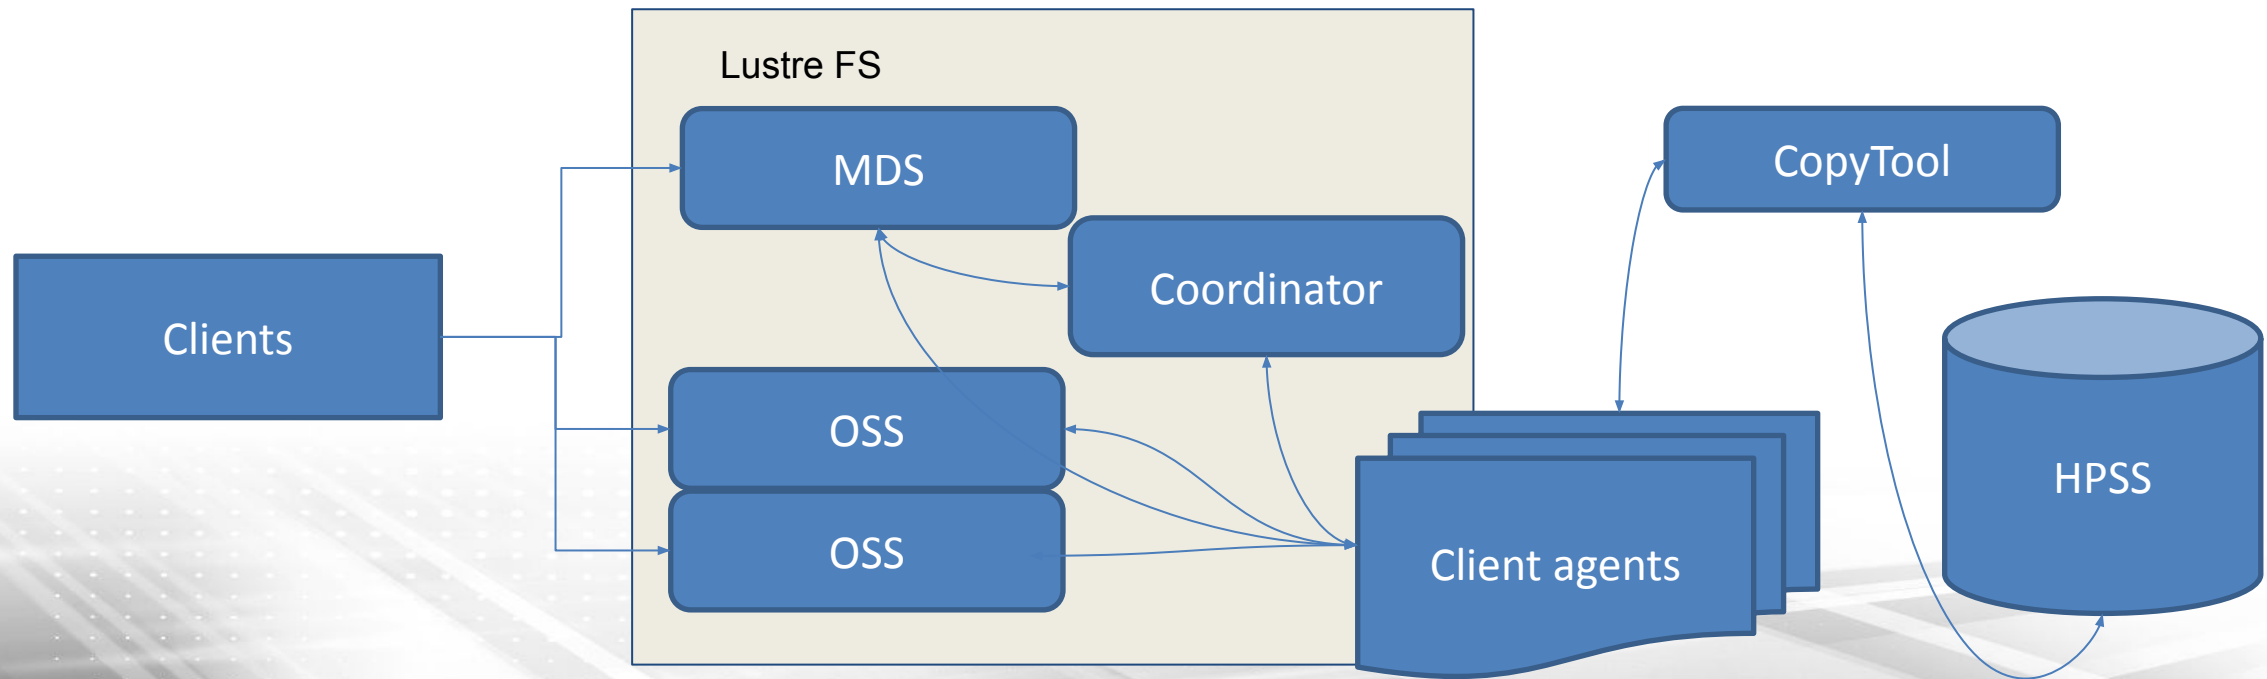 Lustre FS
MDS
CopyTool
Coordinator
Clients
OSS
HPSS
OSS
Client agents